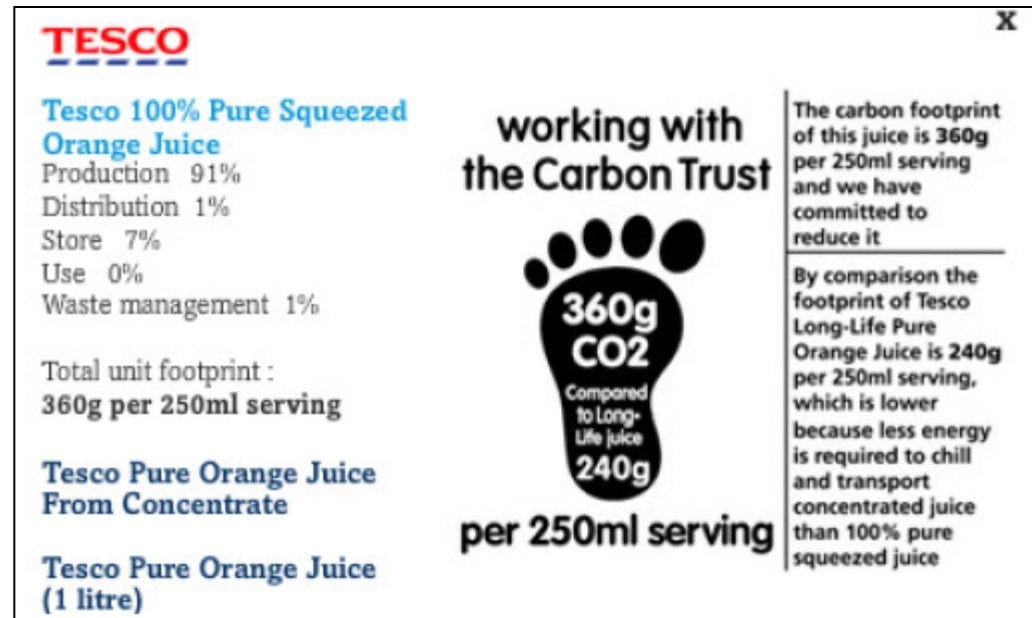 X
TESCO
Tesco 100% Pure Squeezed
Orange Juice
Production 91%
Distribution 1%
Store 7%
Use 0%
Waste management 1%
Total unit footprint :
360g per 250ml serving
Tesco Pure Orange Juice
From Concentrate
Tesco Pure Orange Juice
(1 litre)
working with
the Carbon Trust
360g
CO2
Compared
to Long-
Life juice
240g
per 250ml serving
The carbon footprint
of this juice is 360g
per 250ml serving
and we have
committed to
reduce it
By comparison the
footprint of Tesco
Long-Life Pure
Orange Juice is 240g
per 250ml serving,
which is lower
because less energy
is required to chill
and transport
concentrated juice
than 100% pure
squeezed juice